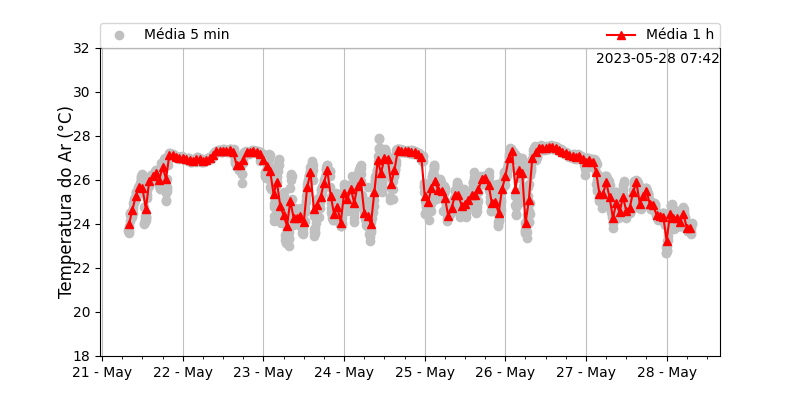 Média 5 min
Média 1 h
2023-05-28 07:42
Temperatura do Ar (°C)
32
30
28
26
24
22
20
18
21 - May
22 - May
23 - May
24 - May
25 - May
26 - May
27 - May
28 - May